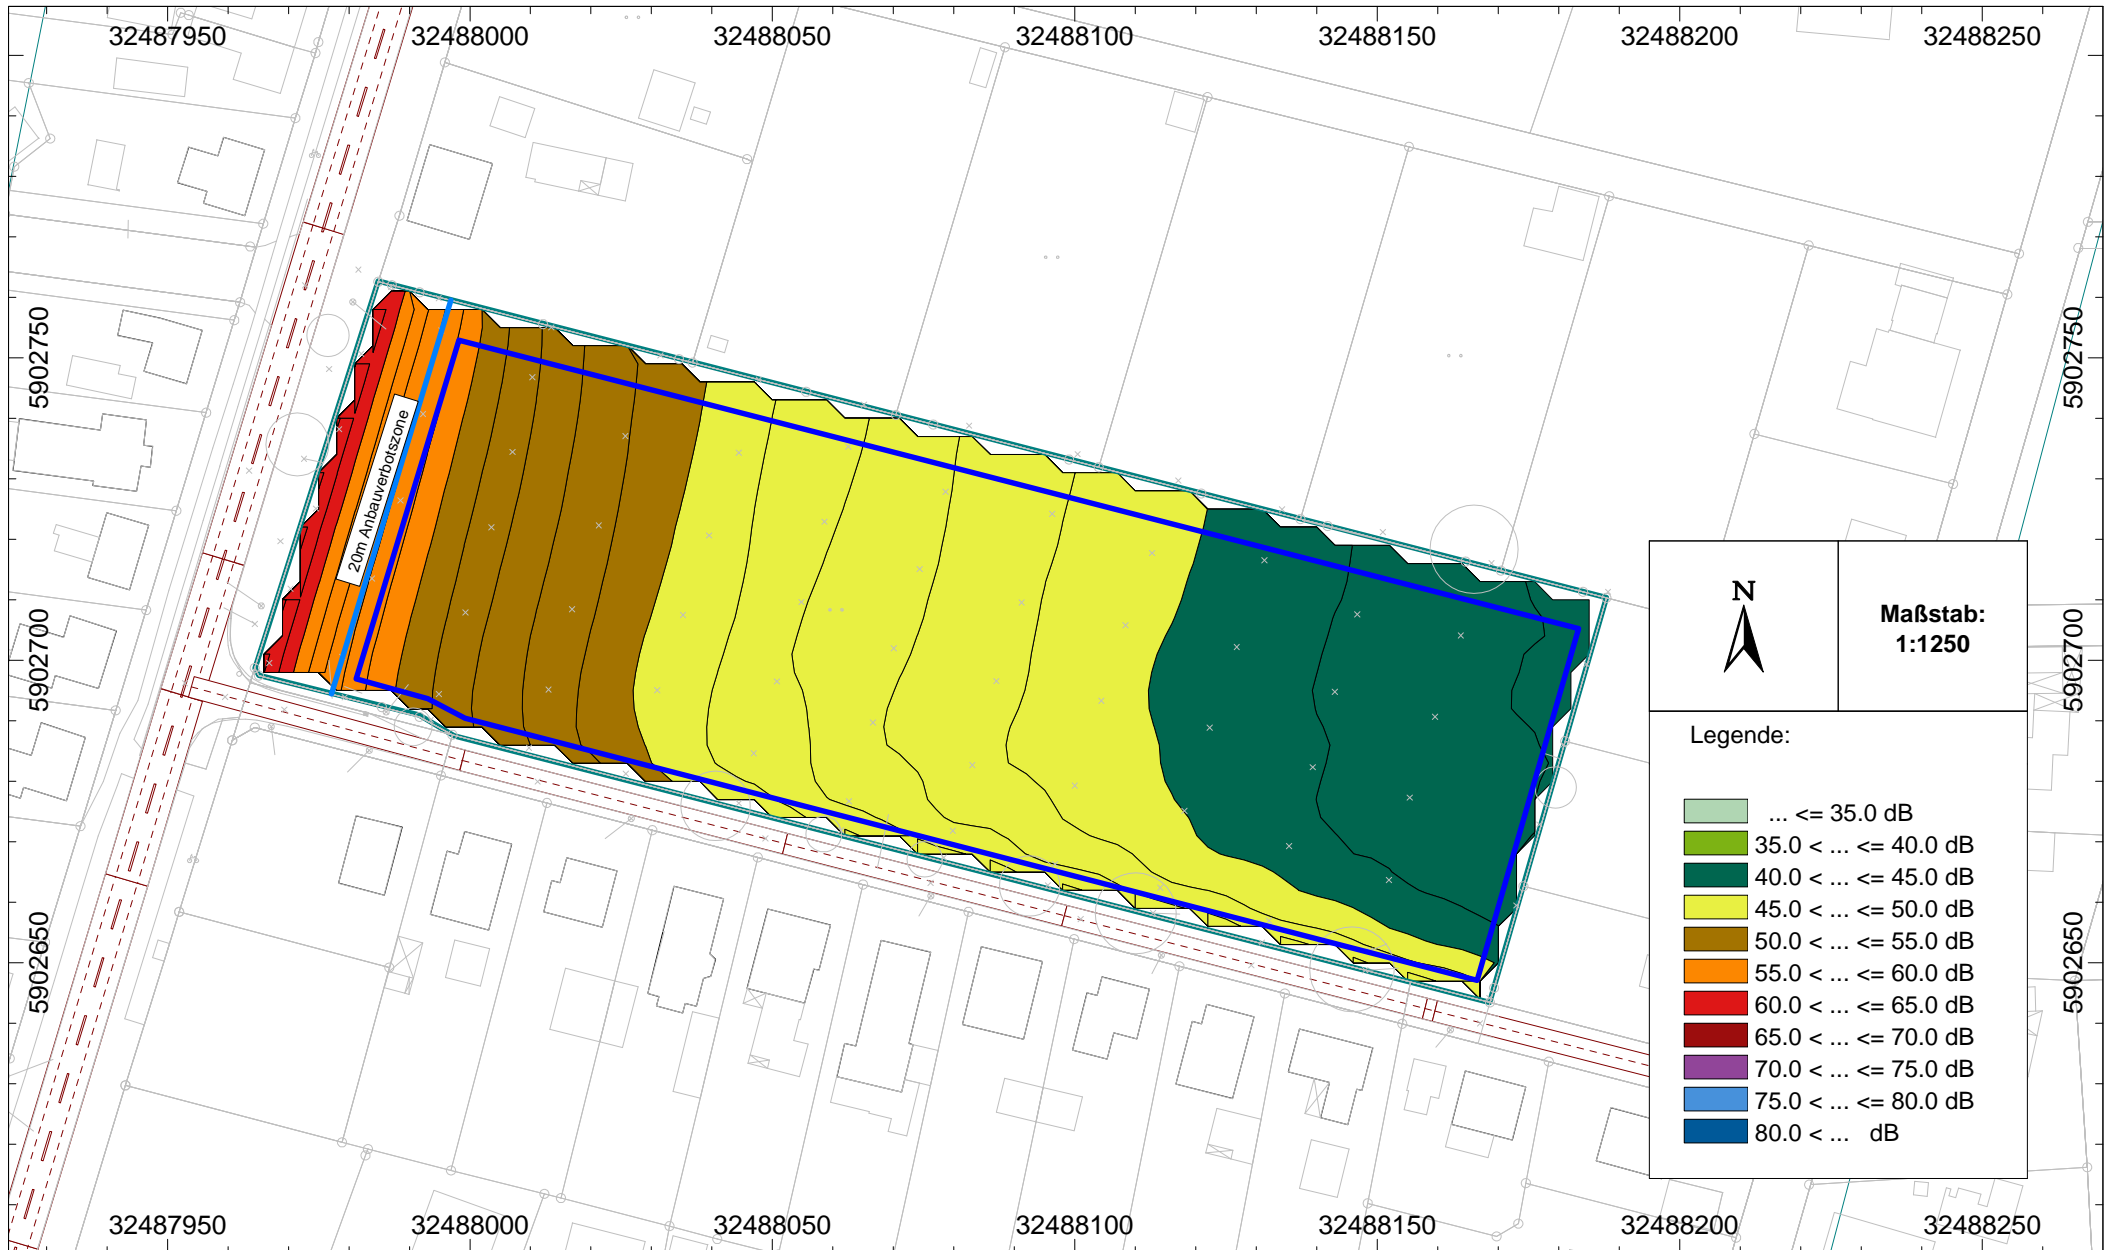 32487950 32488000 32488050 32488100 32488150 32488200 32488250
5902750 5902750
20m Anbauverbotszone
N
Maßstab:
1:1250
5902700 5902700
Legende:
... <= 35.0 dB
35.0 < ... <= 40.0 dB
40.0 < ... <= 45.0 dB
45.0 < ... <= 50.0 dB
50.0 < ... <= 55.0 dB
55.0 < ... <= 60.0 dB
60.0 < ... <= 65.0 dB
65.0 < ... <= 70.0 dB
70.0 < ... <= 75.0 dB
75.0 < ... <= 80.0 dB
80.0 < ... dB
5902650 5902650
32487950 32488000 32488050 32488100 32488150 32488200 32488250